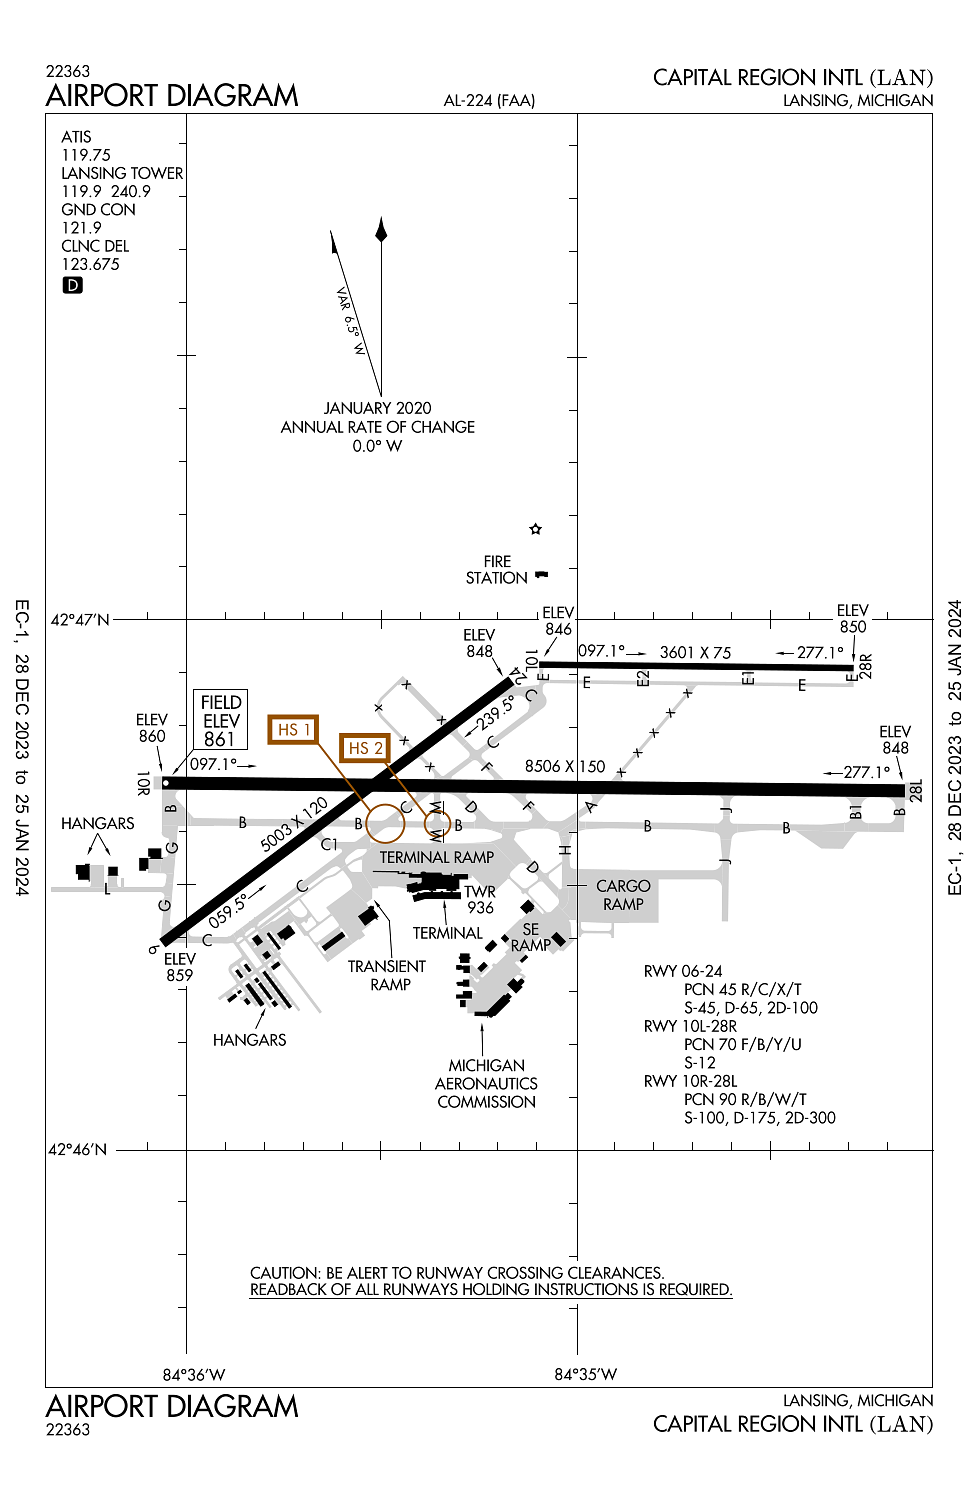 22363
AIRPORT DIAGRAM
AL-224 (FAA)
CAPITAL REGION INTL (LAN)
LANSING, MICHIGAN
ATIS
119.75
LANSING TOWER
119.9 240.9
GND CON
121.9
CLNC DEL
123.675
D
VAR 6.5° W
JANUARY 2020
ANNUAL RATE OF CHANGE
0.0° W
EC-1, 28 DEC 2023 to 25 JAN 2024
EC-1, 28 DEC 2023 to 25 JAN 2024
FIRE
STATION
42°47'N
ELEV
846
ELEV
850
ELEV
848
10L
097.1°
3601 X 75
277.1°
28R
24
E
E
E2
E1
E
E
C
FIELD
ELEV
861
ELEV
860
HS 1
HS 2
239.5°
C
F
ELEV
848
10R
097.1°
8506 X 150
277.1°
28L
B
B
5003 X 120
B
C
M
M
B
D
F
A
B
J
B
B1
B
HANGARS
G
C1
TERMINAL RAMP
H
D
J
L
C
G
059.5°
TWR
936
CARGO
RAMP
TERMINAL
SE
RAMP
6
C
ELEV
859
TRANSIENT
RAMP
HANGARS
MICHIGAN
AERONAUTICS
COMMISSION
RWY 06-24
PCN 45 R/C/X/T
S-45, D-65, 2D-100
RWY 10L-28R
PCN 70 F/B/Y/U
S-12
RWY 10R-28L
PCN 90 R/B/W/T
S-100, D-175, 2D-300
42°46'N
CAUTION: BE ALERT TO RUNWAY CROSSING CLEARANCES.
READBACK OF ALL RUNWAYS HOLDING INSTRUCTIONS IS REQUIRED.
84°36'W
84°35'W
AIRPORT DIAGRAM
22363
LANSING, MICHIGAN
CAPITAL REGION INTL (LAN)